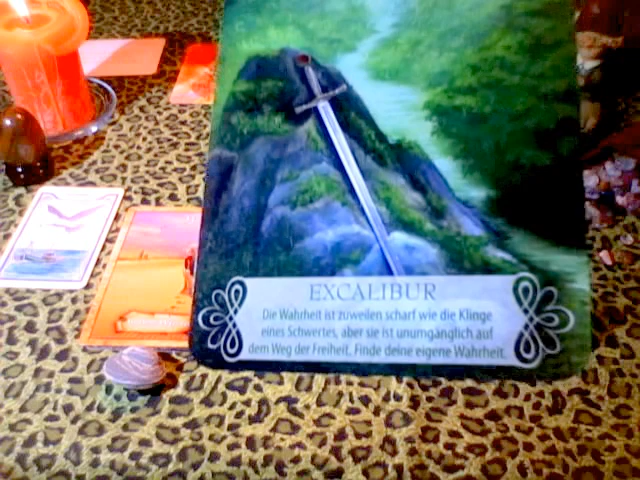 EXCALIBUR
Die Wahrheit ist zuweilen scharf wie die Klinge
eines Schwertes, aber sie ist unumgänglich auf
dem Weg der Freiheit. Finde deine eigene Wahrheit.